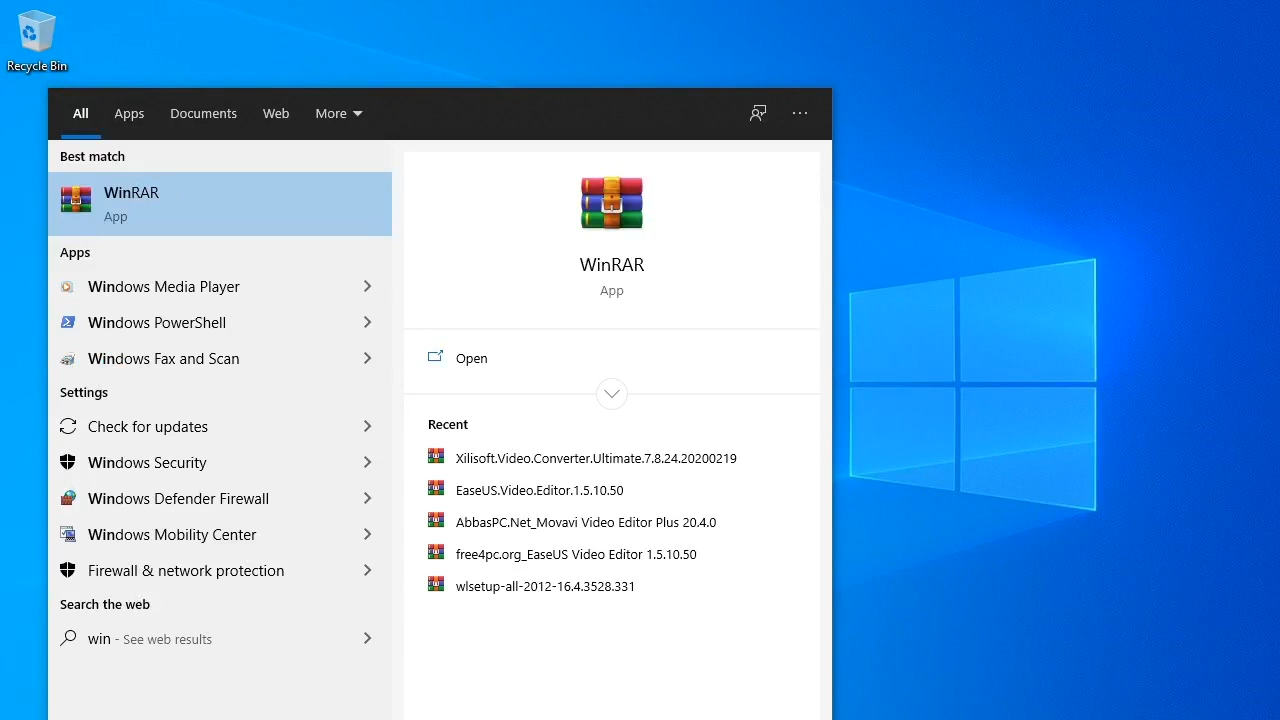 Recycle Bin
All Apps Documents Web More
Best match
WinRAR
App
Apps
Windows Media Player
Windows PowerShell
Windows Fax and Scan
Settings
Check for updates
Windows Security
Windows Defender Firewall
Windows Mobility Center
Firewall & network protection
Search the web
win - See web results
WinRAR
App
Open
Recent
Xilisoft.Video.Converter.Ultimate.7.8.24.20200219
EaseUS.Video.Editor.1.5.10.50
AbbasPC.Net_Movavi Video Editor Plus 20.4.0
free4pc.org_EaseUS Video Editor 1.5.10.50
wlsetup-all-2012-16.4.3528.331